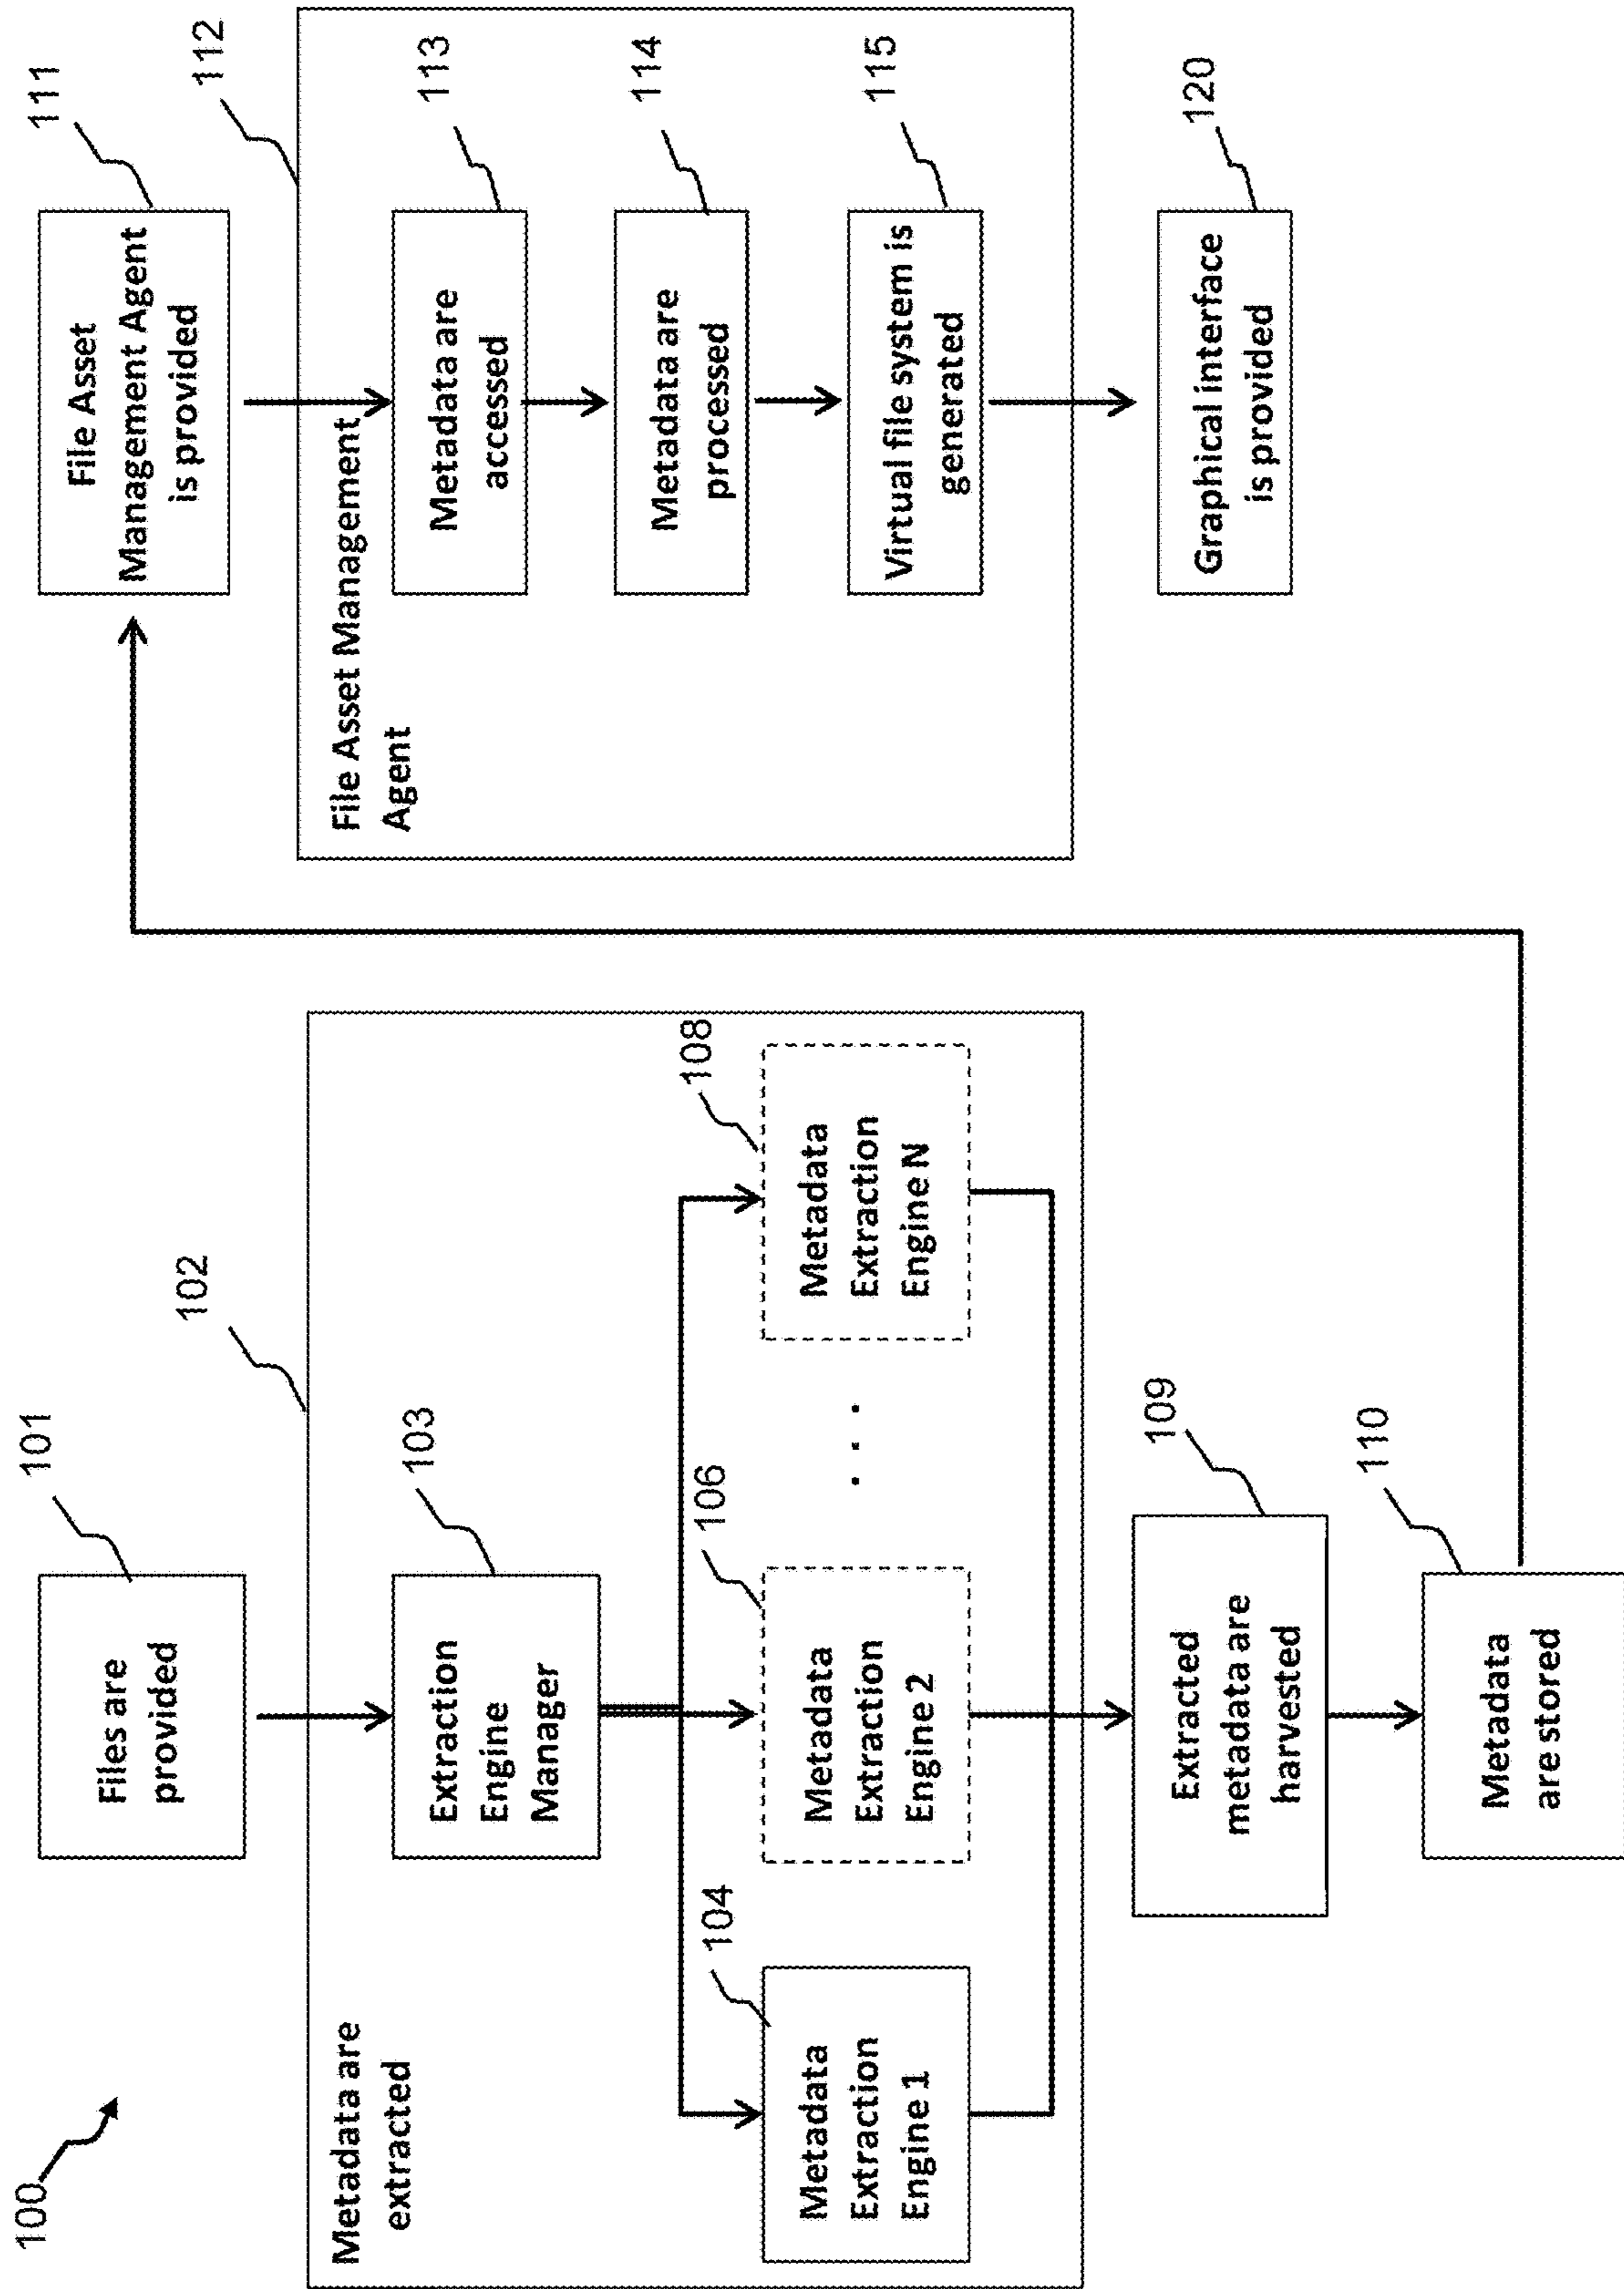 100
101
Files are
provided
102
Metadata are
extracted
103
Extraction
Engine
Manager
104
Metadata
Extraction
Engine 1
106
Metadata
Extraction
Engine 2
. . .
108
Metadata
Extraction
Engine N
109
Extracted
metadata are
harvested
110
Metadata
are stored
111
File Asset
Management Agent
is provided
112
File Asset Management
Agent
113
Metadata are
accessed
114
Metadata are
processed
115
Virtual file system is
generated
120
Graphical interface
is provided